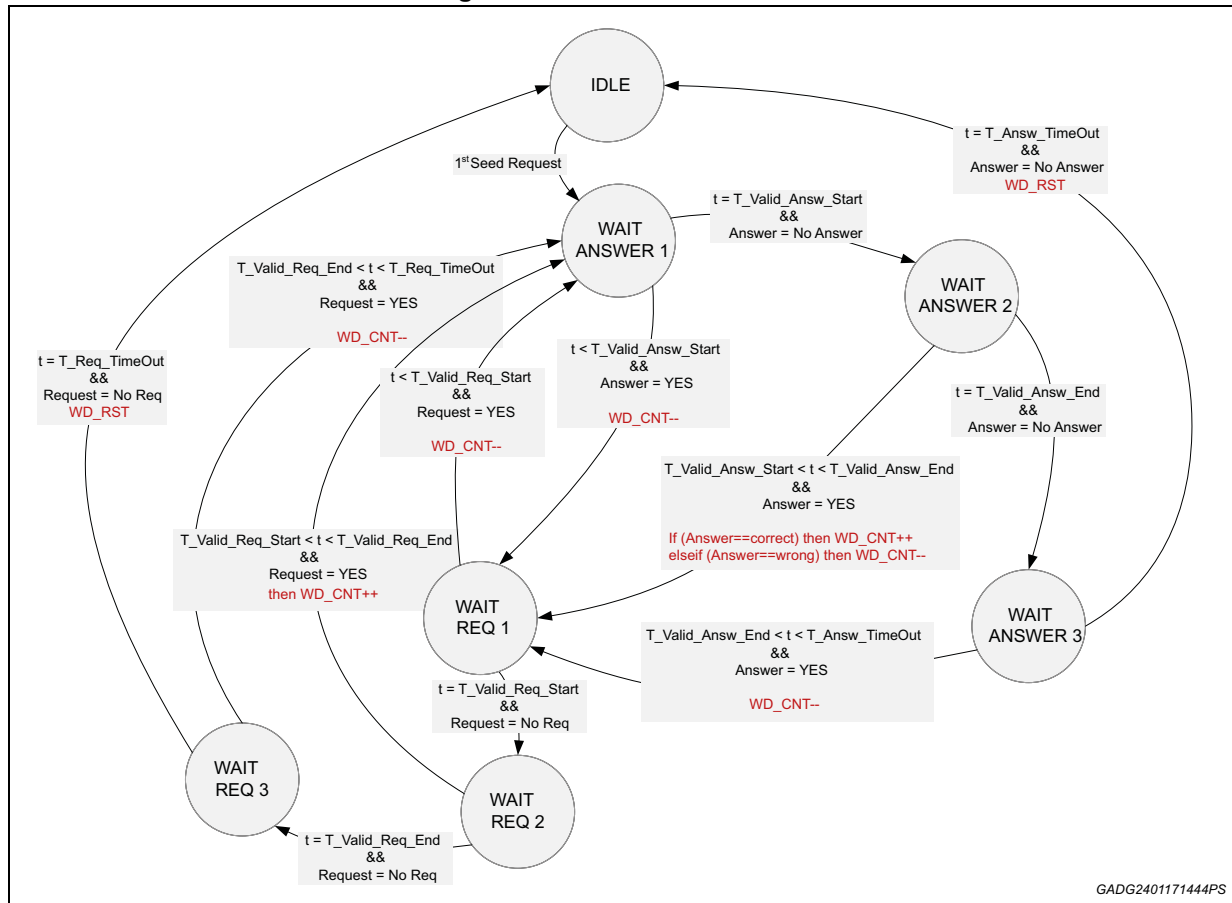 IDLE
t = T_Answ_TimeOut
&&
Answer = No Answer
WD_RST
1st Seed Request
t = T_Valid_Answ_Start
&&
Answer = No Answer
WAIT
ANSWER 1
T_Valid_Req_End < t < T_Req_TimeOut
&&
Request = YES
WD_CNT--
WAIT
ANSWER 2
t = T_Req_TimeOut
&&
Request = No Req
WD_RST
t < T_Valid_Req_Start
&&
Request = YES
WD_CNT--
t < T_Valid_Answ_Start
&&
Answer = YES
WD_CNT--
t = T_Valid_Answ_End
&&
Answer = No Answer
T_Valid_Answ_Start < t < T_Valid_Answ_End
&&
Answer = YES
If (Answer==correct) then WD_CNT++
elseif (Answer==wrong) then WD_CNT--
T_Valid_Req_Start < t < T_Valid_Req_End
&&
Request = YES
then WD_CNT++
WAIT
REQ 1
WAIT
ANSWER 3
T_Valid_Answ_End < t < T_Answ_TimeOut
&&
Answer = YES
WD_CNT--
t = T_Valid_Req_Start
&&
Request = No Req
WAIT
REQ 3
WAIT
REQ 2
t = T_Valid_Req_End
&&
Request = No Req
GADG2401171444PS